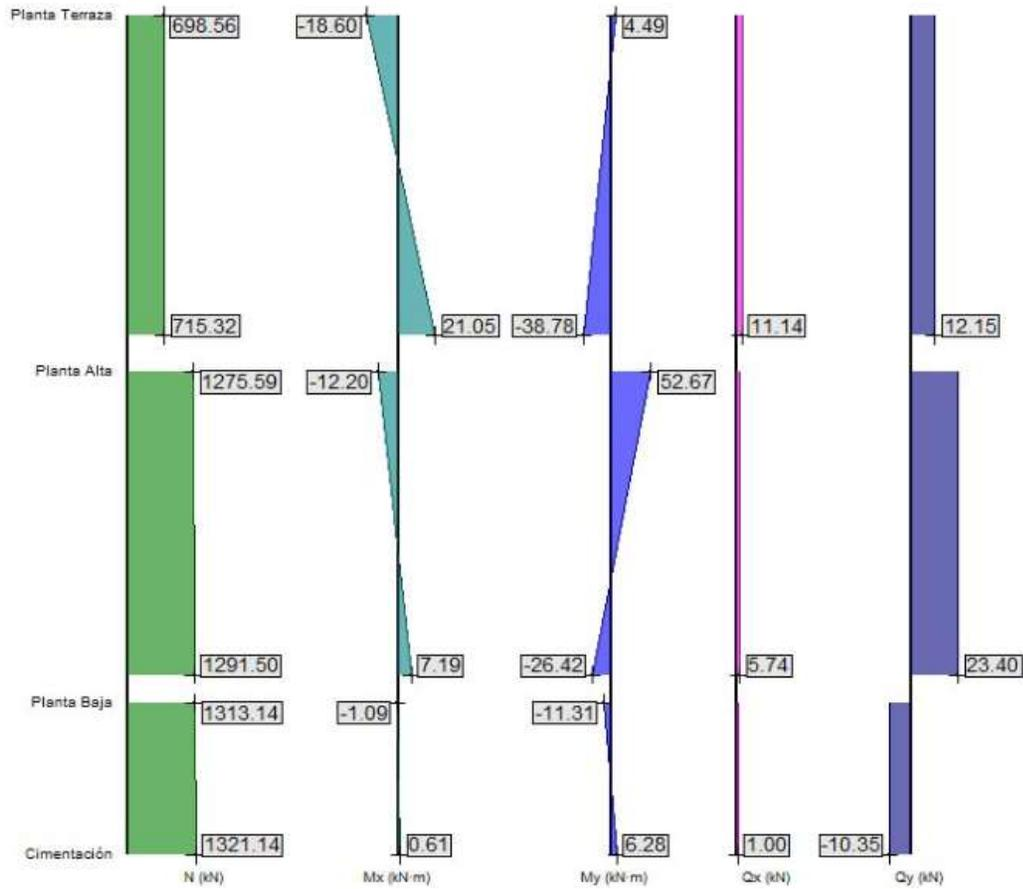 Planta Terraza
698.56 -18.60 4.49
715.32 21.05 -38.78 11.14 12.15
Planta Alta
1275.59 -12.20 52.67
1291.50 7.19 -26.42 5.74 23.40
Planta Baja
1313.14 -1.09 -11.31
1321.14 0.61 6.28 1.00 -10.35
Cimentación
N (kN) Mx (kN·m) My (kN·m) Qx (kN) Qy (kN)